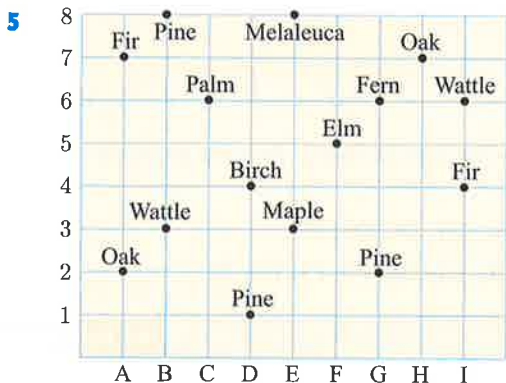 5
8
Pine Melaleuca
Fir Oak
7
Palm Fern Wattle
6
Elm
5
Birch Fir
4
Wattle Maple
3
Oak Pine
2
Pine
1
A B C D E F G H I